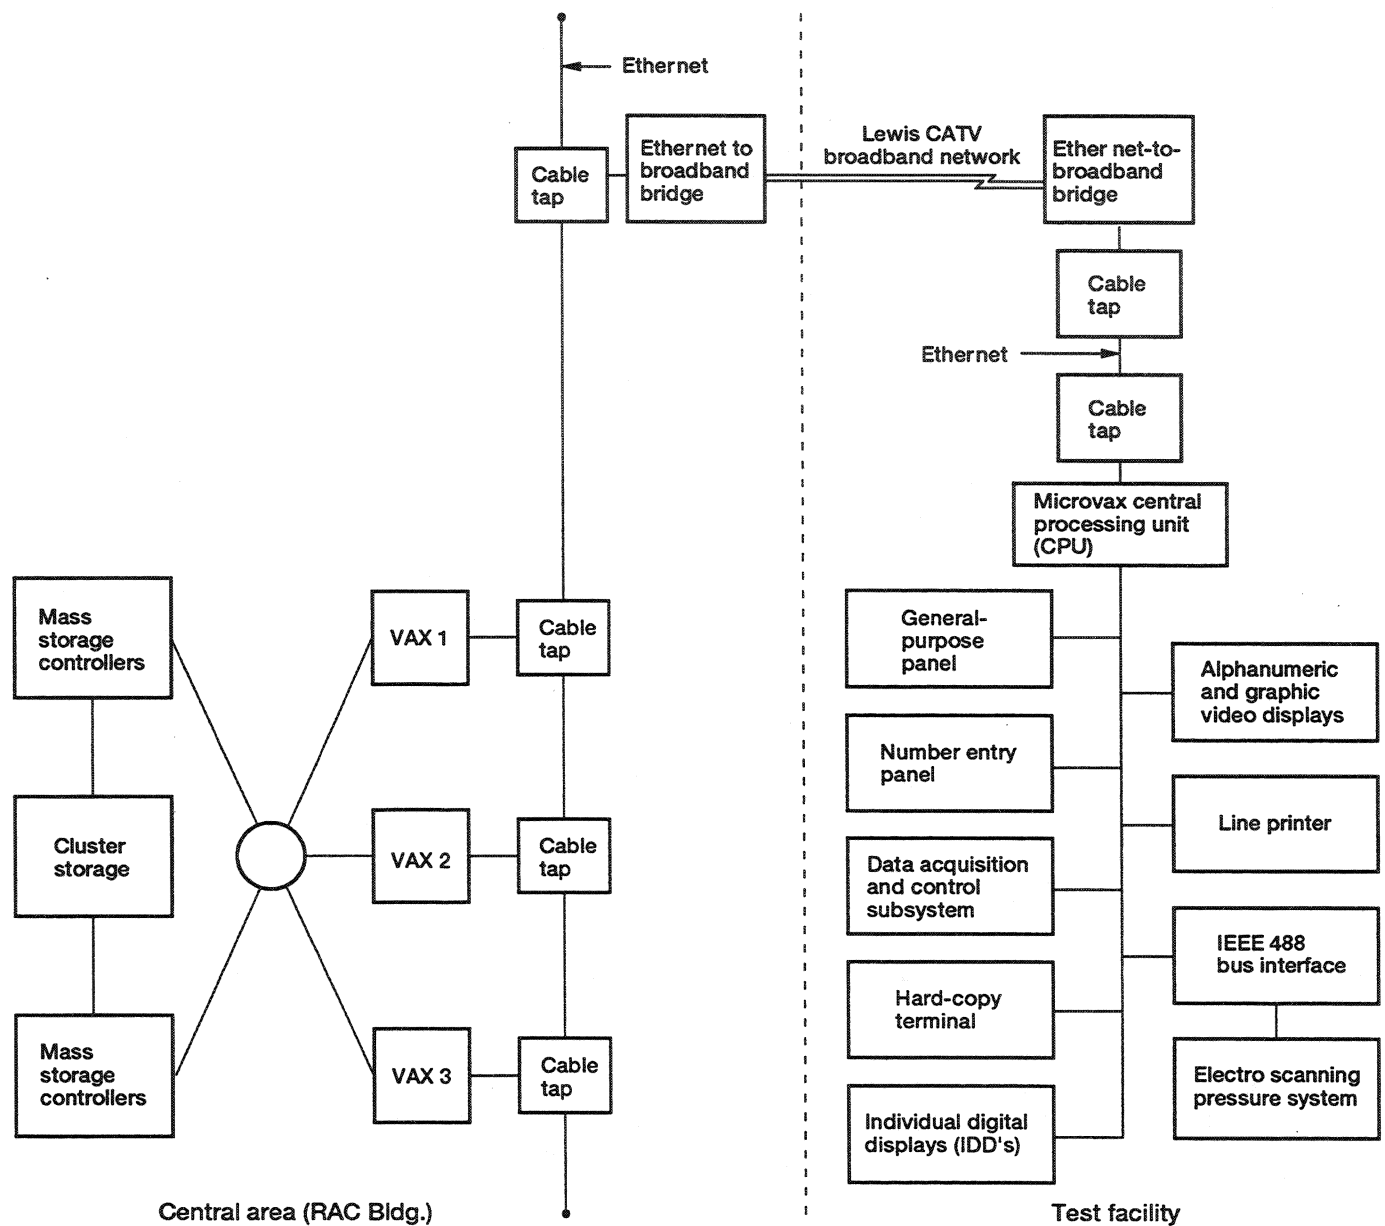 Ethernet
Cable
tap
Ethernet to
broadband
bridge
Lewis CATV
broadband network
Ether net-to-
broadband
bridge
Cable
tap
Ethernet
Cable
tap
Microvax central
processing unit
(CPU)
Mass
storage
controllers
VAX 1
Cable
tap
General-
purpose
panel
Alphanumeric
and graphic
video displays
Number entry
panel
Line printer
Cluster
storage
VAX 2
Cable
tap
Data acquisition
and control
subsystem
IEEE 488
bus interface
Hard-copy
terminal
Mass
storage
controllers
VAX 3
Cable
tap
Electro scanning
pressure system
Individual digital
displays (IDD's)
Central area (RAC Bldg.)
Test facility